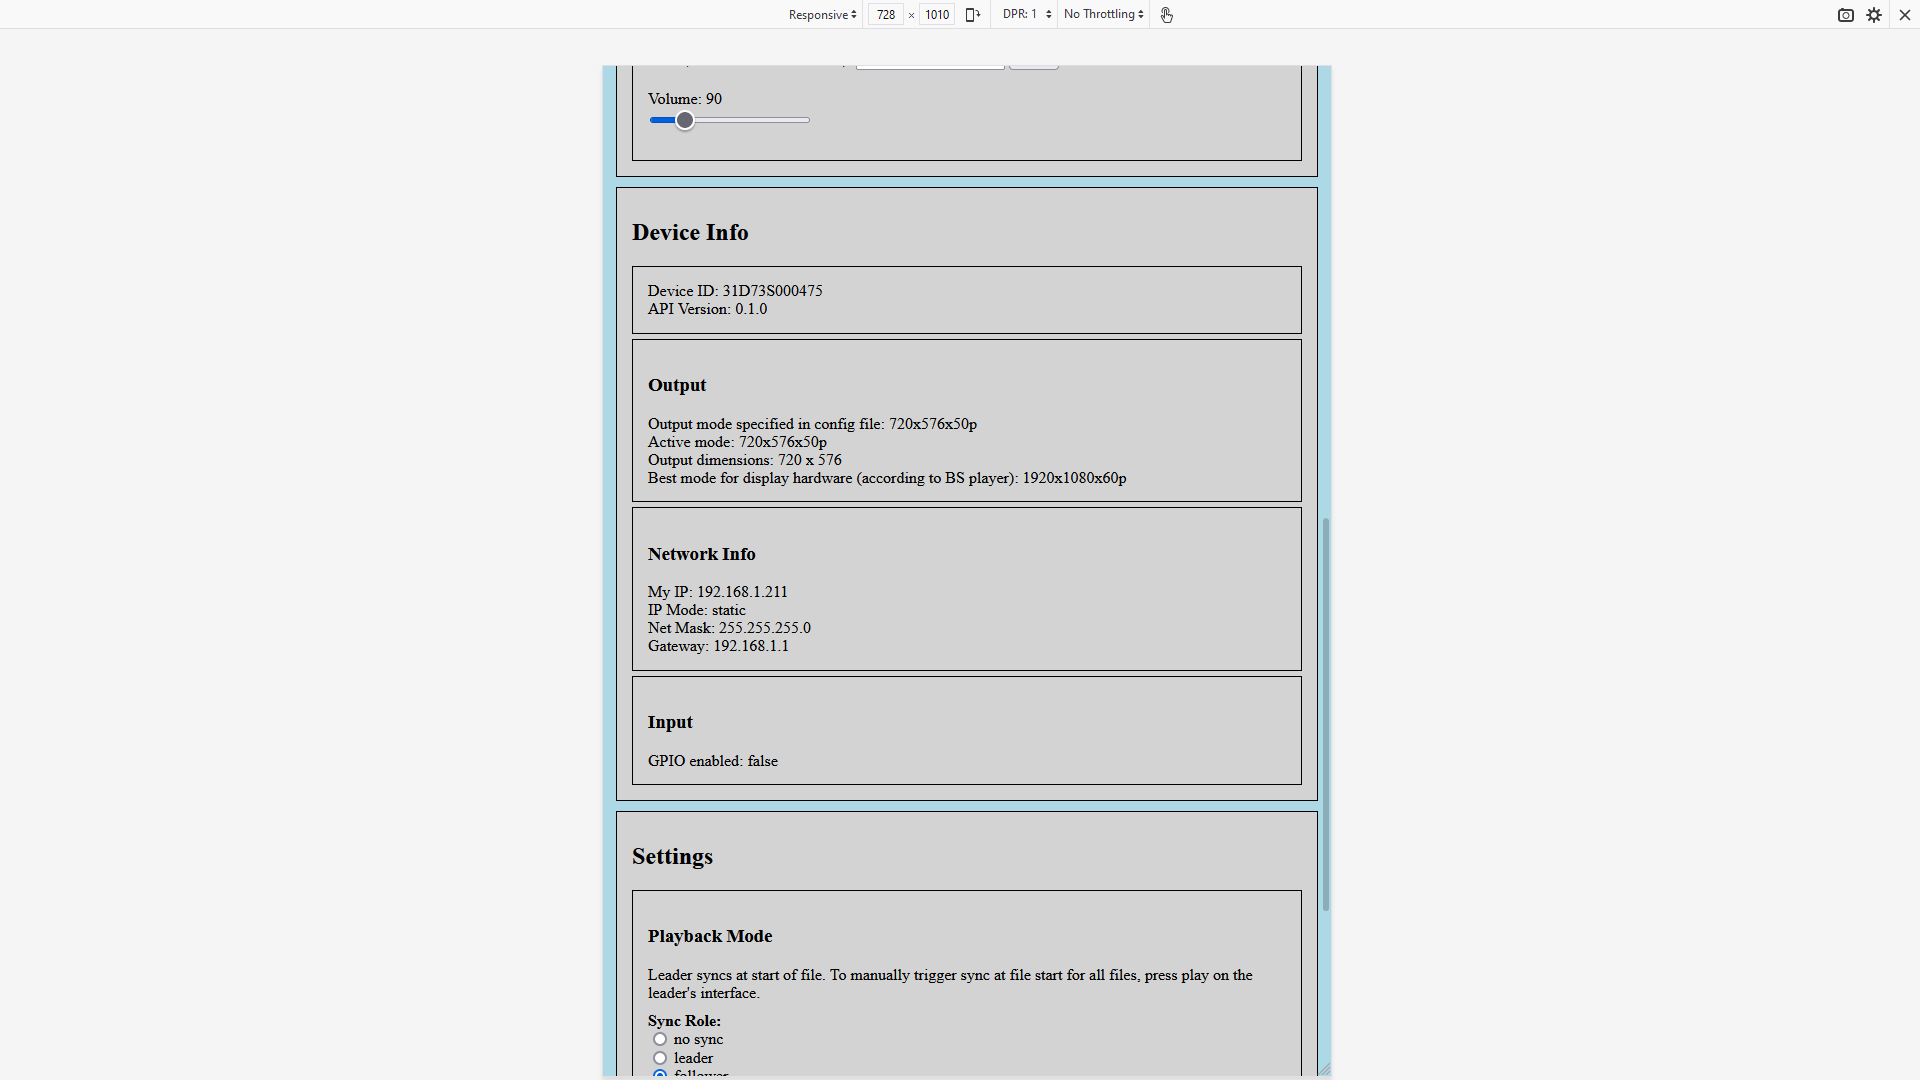 Responsive
728 × 1010
DPR: 1
No Throttling
Volume: 90
Device Info
Device ID: 31D73S000475
API Version: 0.1.0
Output
Output mode specified in config file: 720x576x50p
Active mode: 720x576x50p
Output dimensions: 720 x 576
Best mode for display hardware (according to BS player): 1920x1080x60p
Network Info
My IP: 192.168.1.211
IP Mode: static
Net Mask: 255.255.255.0
Gateway: 192.168.1.1
Input
GPIO enabled: false
Settings
Playback Mode
Leader syncs at start of file. To manually trigger sync at file start for all files, press play on the
leader's interface.
Sync Role:
no sync
leader
follower